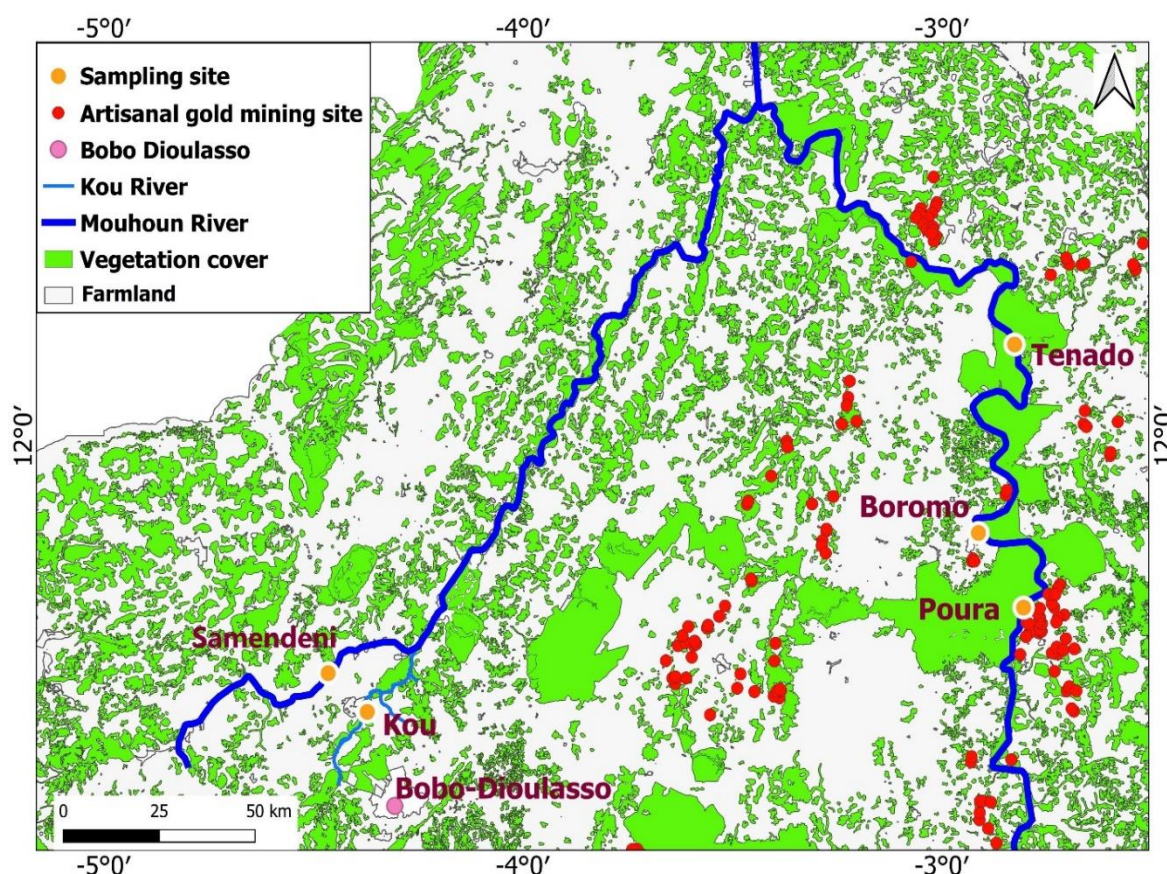 -5°0′
-4°0′
-3°0′
Sampling site
Artisanal gold mining site
Bobo Dioulasso
Kou River
Mouhoun River
Vegetation cover
Farmland
Tenado
12°0′
12°0′
Boromo
Poura
Samendeni
Kou
Bobo-Dioulasso
0 25 50 km
-5°0′
-4°0′
-3°0′